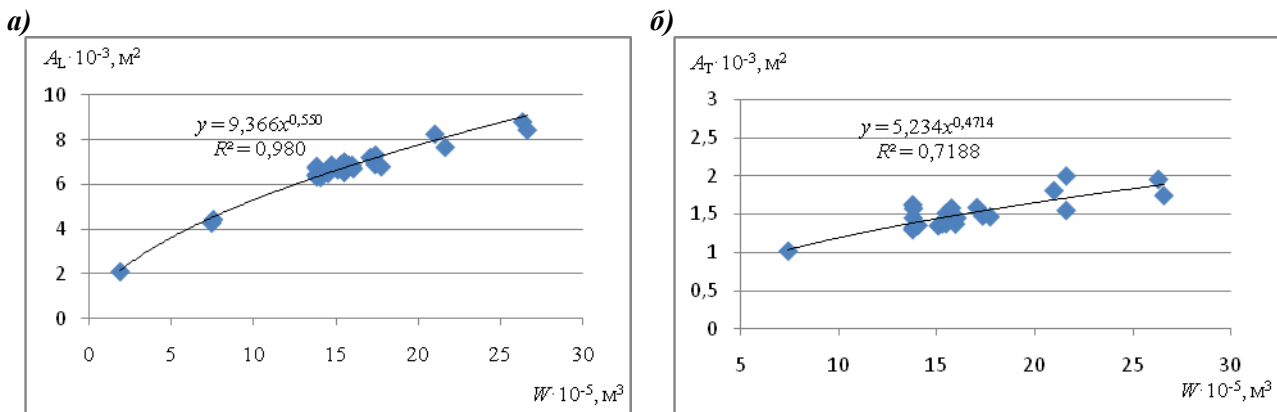 а)
A_L·10⁻³, м²
10
8
6
4
2
0
y = 9,366x^0,550
R² = 0,980
0 5 10 15 20 25 30
W·10⁻⁵, м³
б)
A_T·10⁻³, м²
3
2,5
2
1,5
1
0,5
0
y = 5,234x^0,4714
R² = 0,7188
5 10 15 20 25 30
W·10⁻⁵, м³